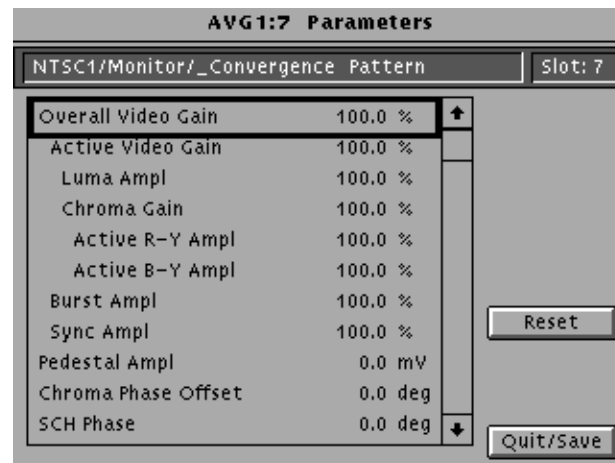 AVG1:7 Parameters
NTSC1/Monitor/_Convergence Pattern Slot: 7
Overall Video Gain 100.0 %
Active Video Gain 100.0 %
Luma Ampl 100.0 %
Chroma Gain 100.0 %
Active R-Y Ampl 100.0 %
Active B-Y Ampl 100.0 %
Burst Ampl 100.0 %
Sync Ampl 100.0 %
Pedestal Ampl 0.0 mV
Chroma Phase Offset 0.0 deg
SCH Phase 0.0 deg
Reset
Quit/Save